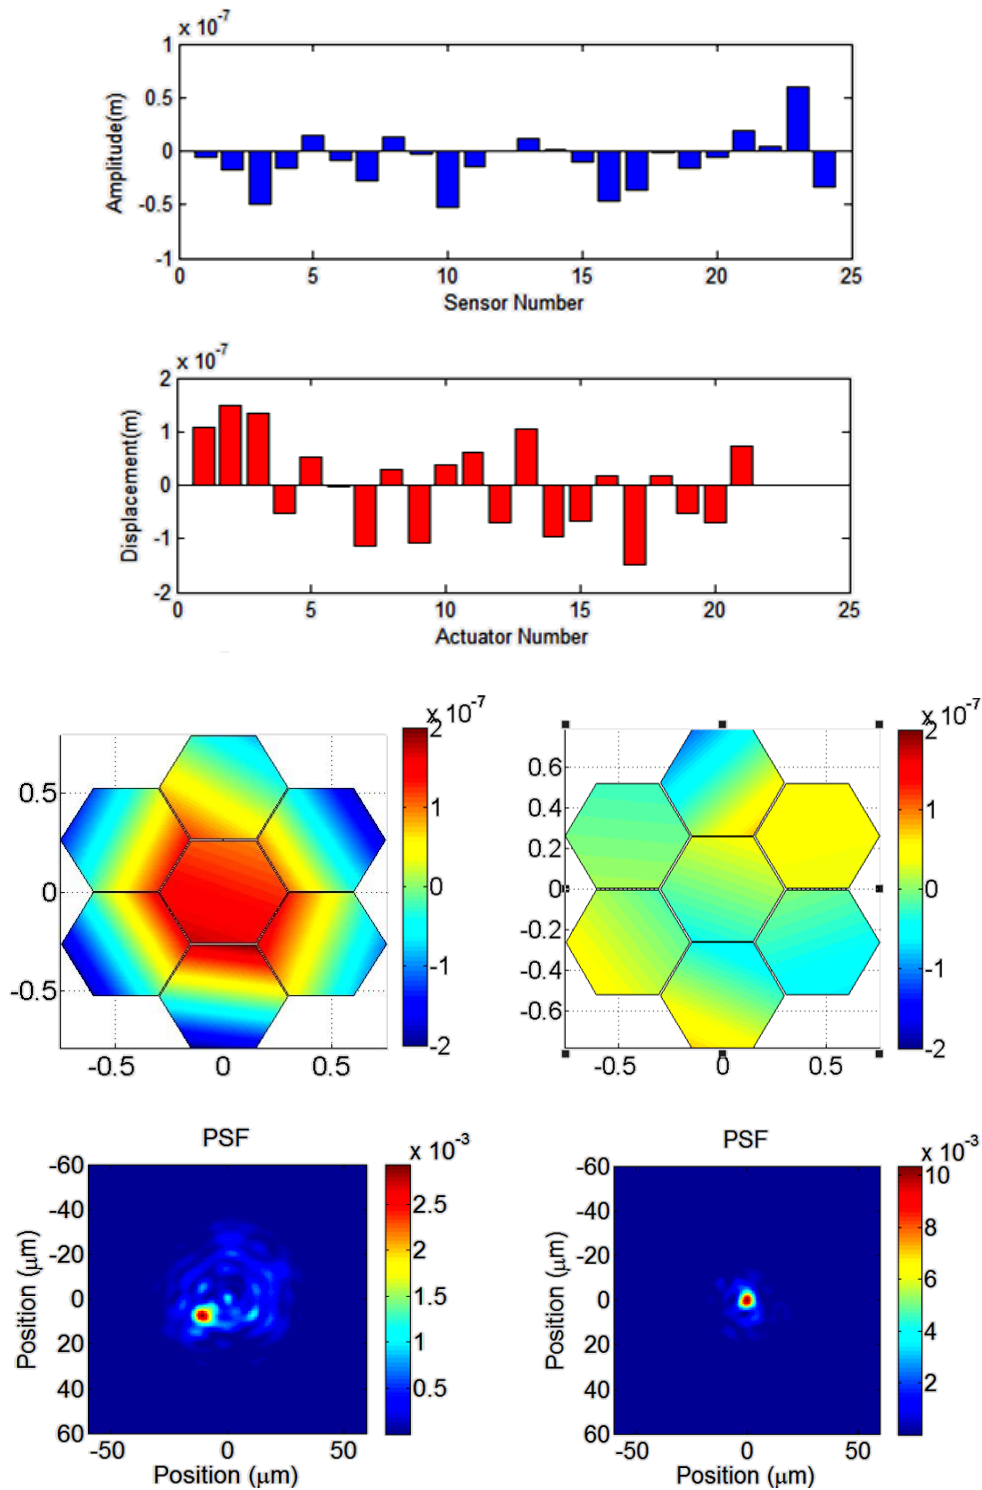 x 10-7
1
0.5
0
-0.5
-1
Amplitude(m)
0 5 10 15 20 25
Sensor Number
x 10-7
2
1
0
-1
-2
Displacement(m)
0 5 10 15 20 25
Actuator Number
x 10-7
0.5
0
-0.5
-0.5 0 0.5
2
1
0
-1
-2
x 10-7
0.6
0.4
0.2
0
-0.2
-0.4
-0.6
-0.5 0 0.5
2
1
0
-1
-2
PSF
x 10-3
-60
-40
-20
0
20
40
60
Position (μm)
-50 0 50
Position (μm)
2.5
2
1.5
1
0.5
PSF
x 10-3
-60
-40
-20
0
20
40
60
Position (μm)
-50 0 50
Position (μm)
10
8
6
4
2